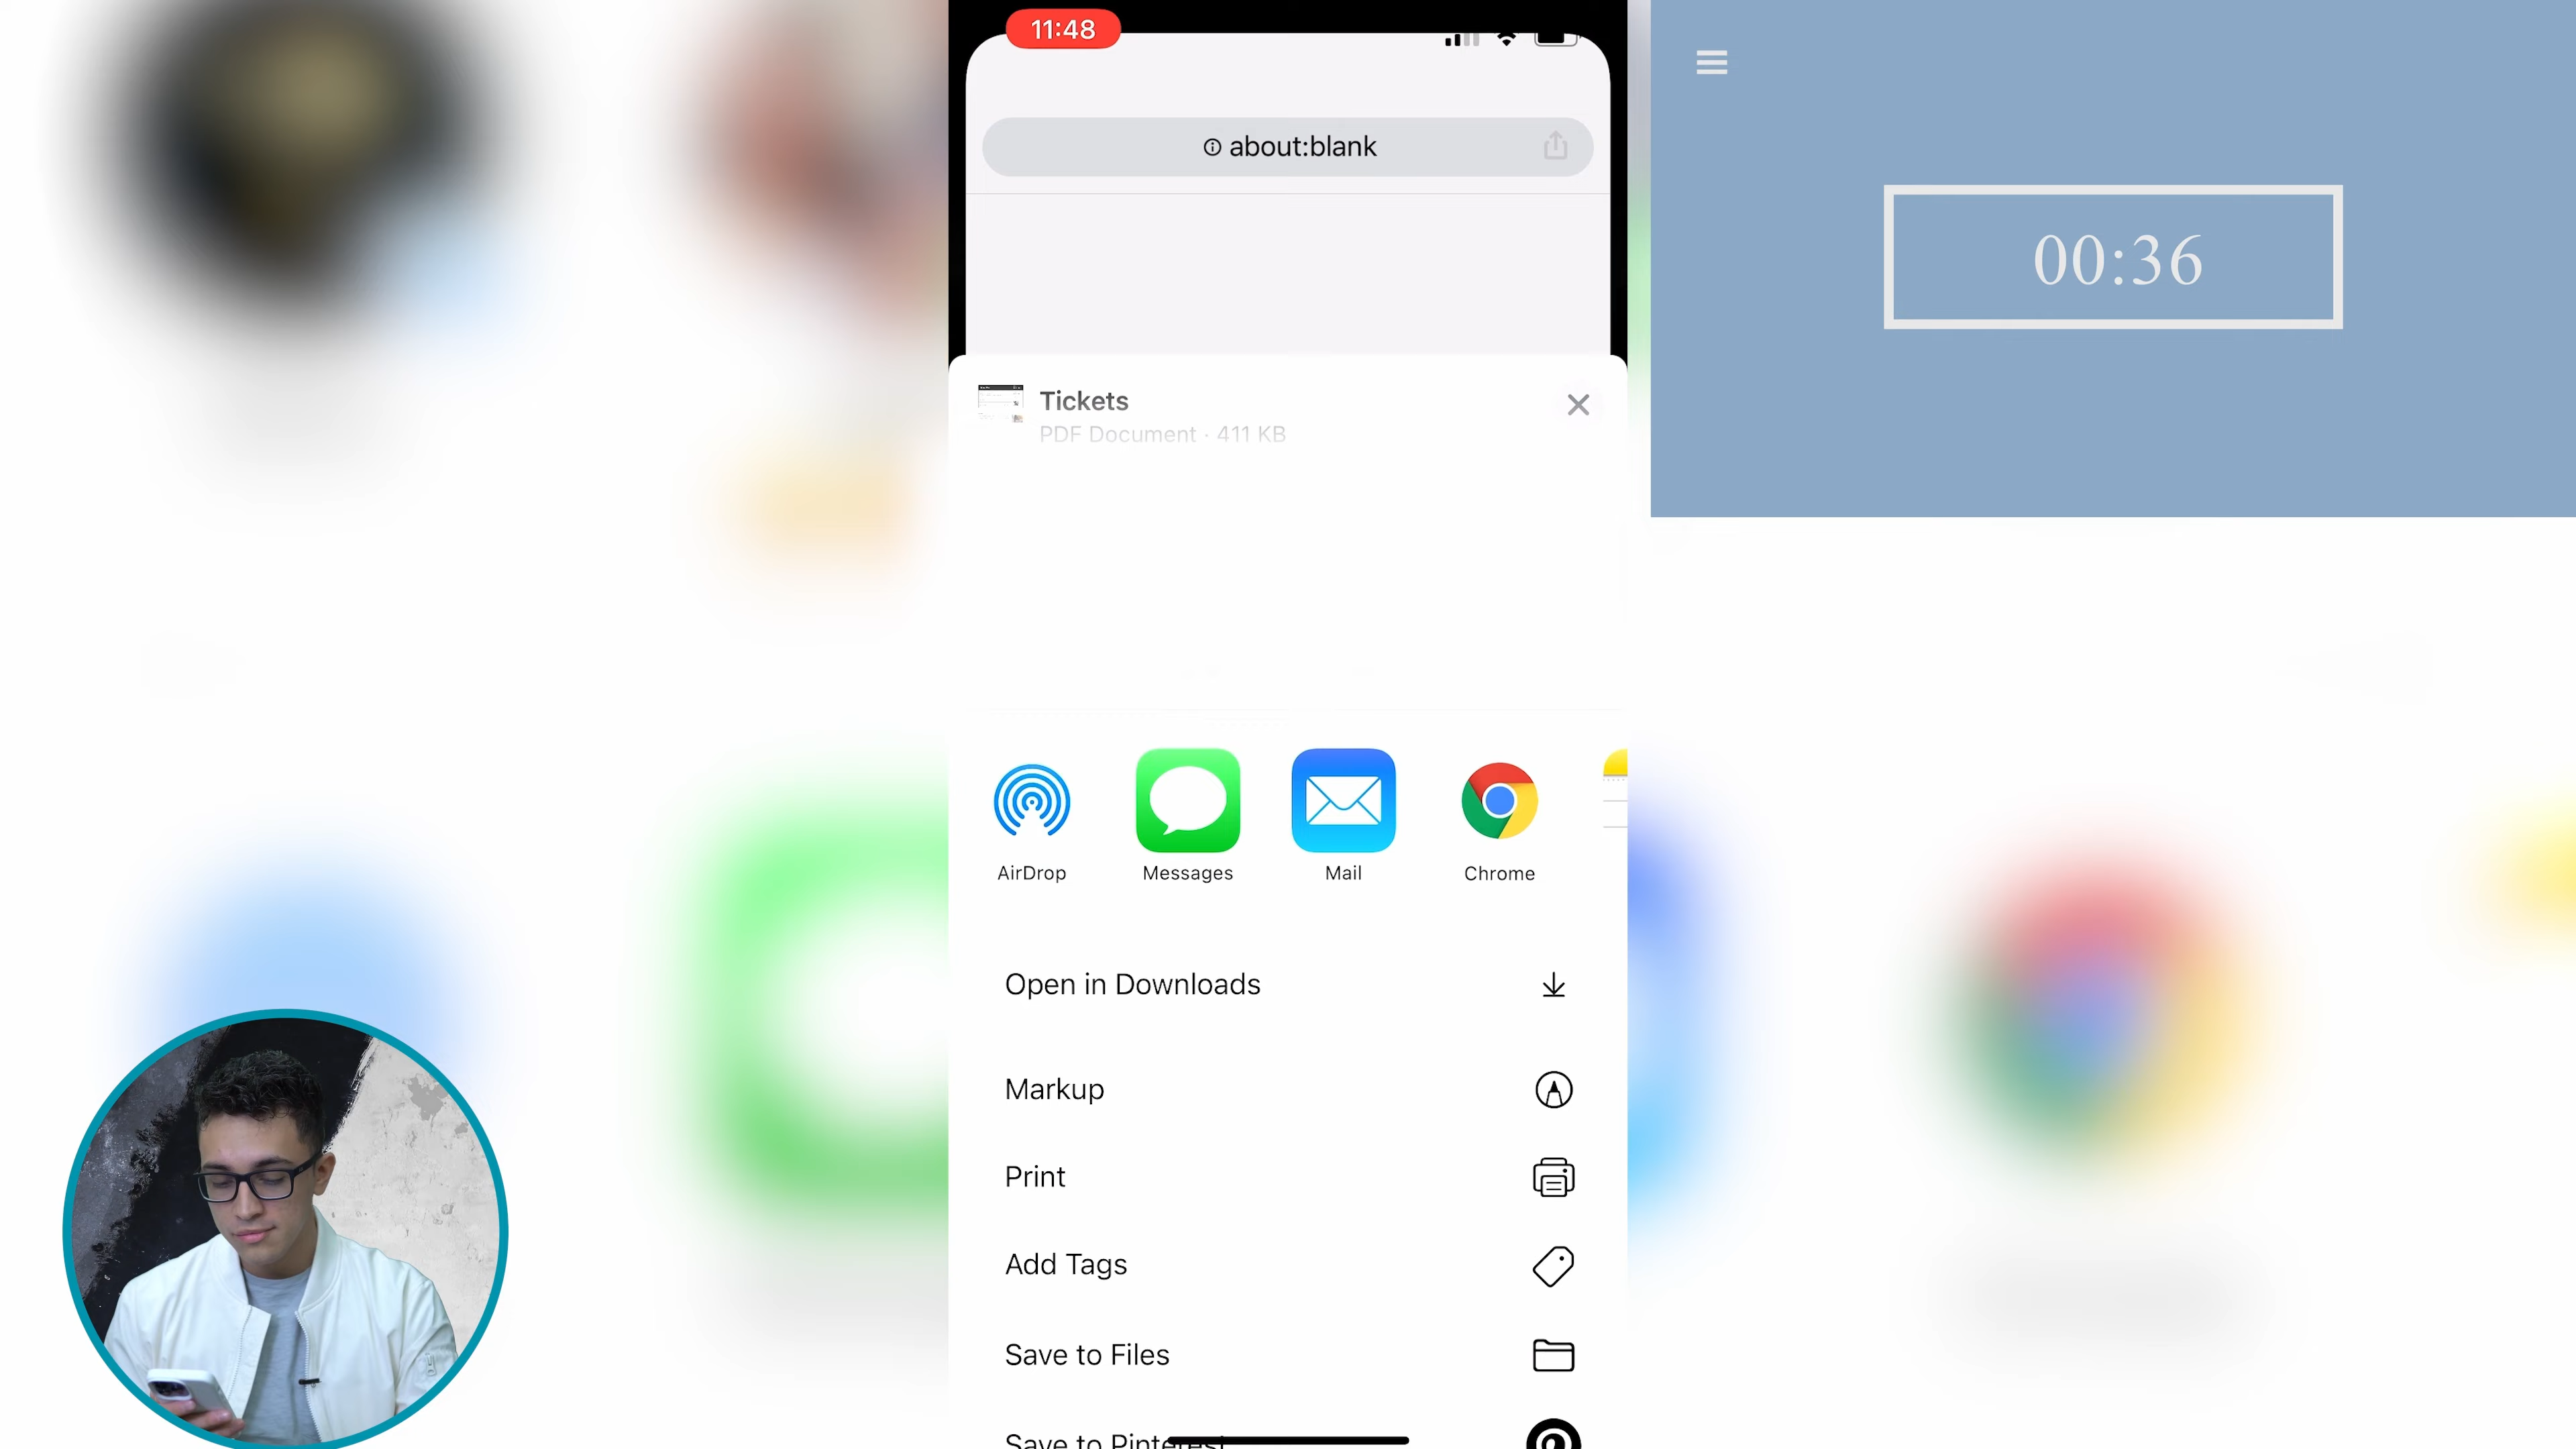 11:48
about:blank
00:36
Tickets
PDF Document · 411 KB
AirDrop
Messages
Mail
Chrome
Open in Downloads
Markup
Print
Add Tags
Save to Files
Save to Pinterest